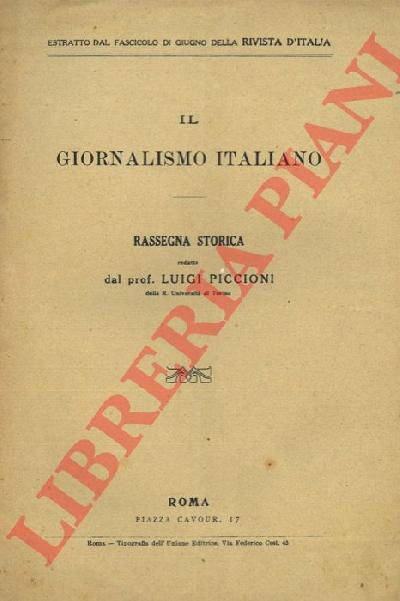 ESTRATTO DAL FASCICOLO DI GIUGNO DELLA RIVISTA D'ITALIA
IL
GIORNALISMO ITALIANO
RASSEGNA STORICA
redatta
dal prof. LUIGI PICCIONI
della R. Università di Torino
ROMA
PIAZZA CAVOUR, 17
Roma — Tipografia dell'Unione Editrice, Via Federico Cesi, 45
LIBRERIA PIANI